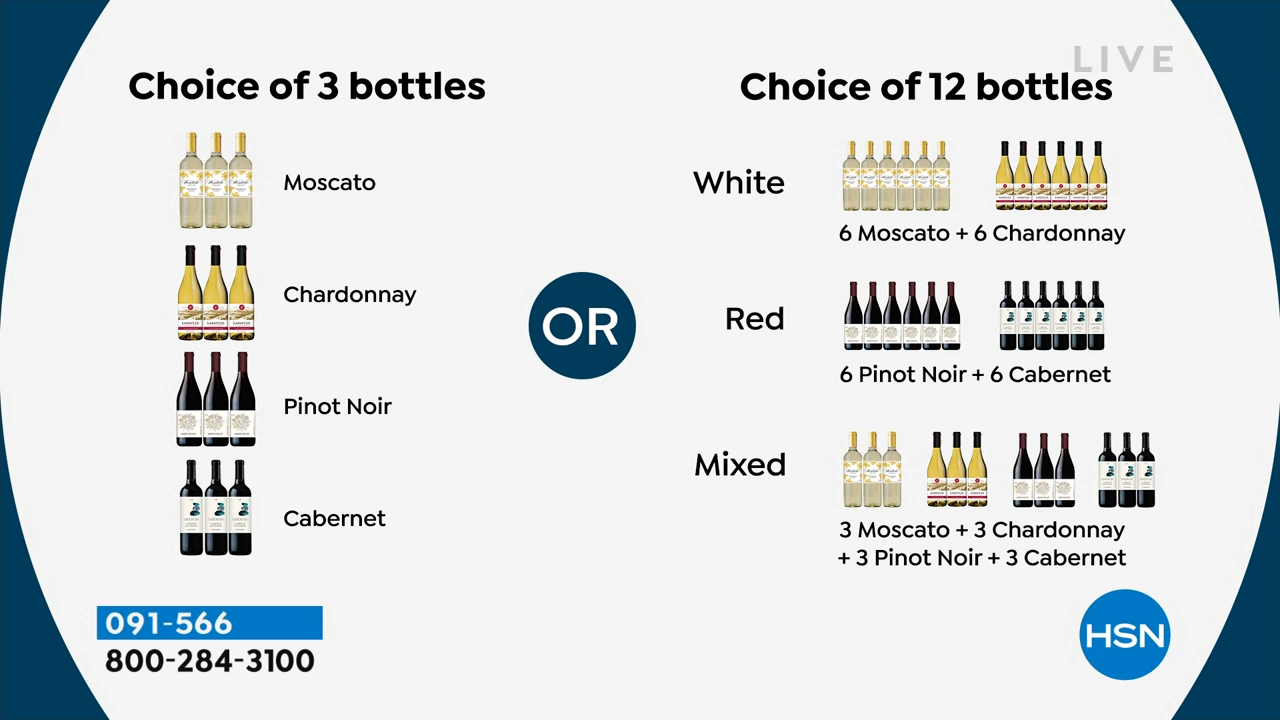 LIVE
Choice of 3 bottles
Moscato
Chardonnay
Pinot Noir
Cabernet
OR
Choice of 12 bottles
White
6 Moscato + 6 Chardonnay
Red
6 Pinot Noir + 6 Cabernet
Mixed
3 Moscato + 3 Chardonnay
+ 3 Pinot Noir + 3 Cabernet
091-566
800-284-3100
HSN